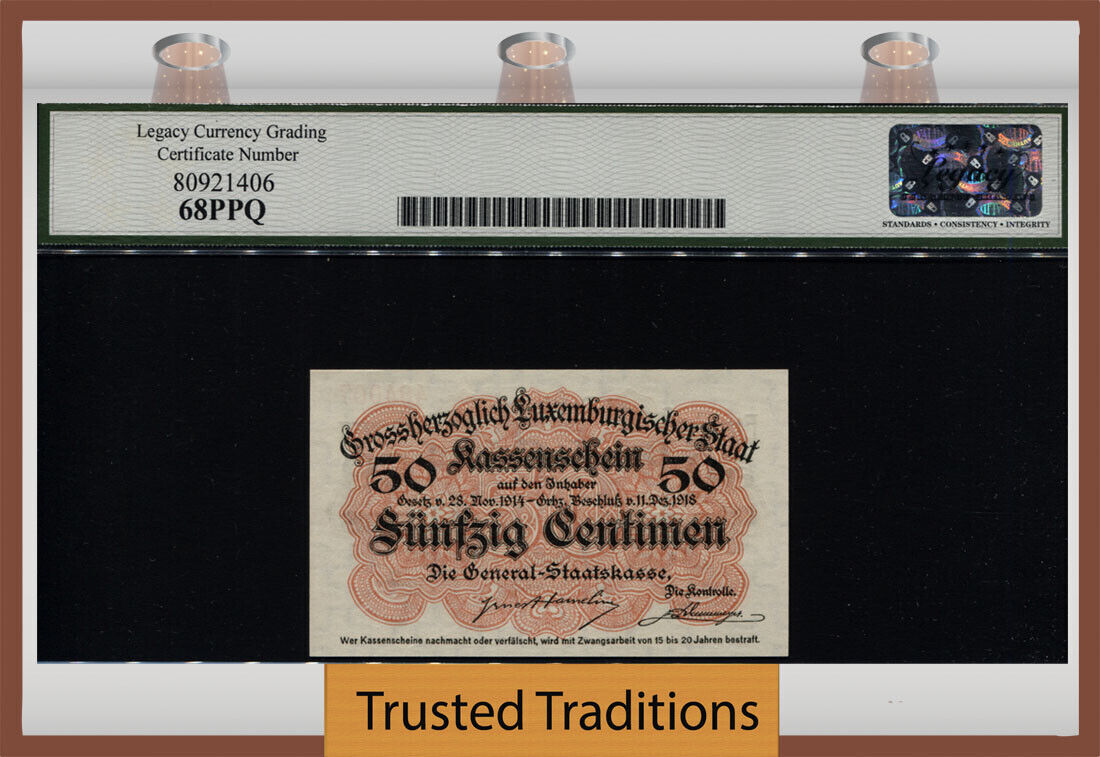 Legacy Currency Grading
Certificate Number
80921406
68PPQ
Legacy
STANDARDS • CONSISTENCY • INTEGRITY
Grossherzoglich Luxemburgischer Staat
50 Kassenschein 50
auf den Inhaber
Gesetz v. 28. Nov. 1914 – Grhz. Beschluß v. 11. Dez. 1918
Fünfzig Centimen
Die General-Staatskasse,
Die Kontrolle.
Wer Kassenscheine nachmacht oder verfälscht, wird mit Zwangsarbeit von 15 bis 20 Jahren bestraft.
Trusted Traditions